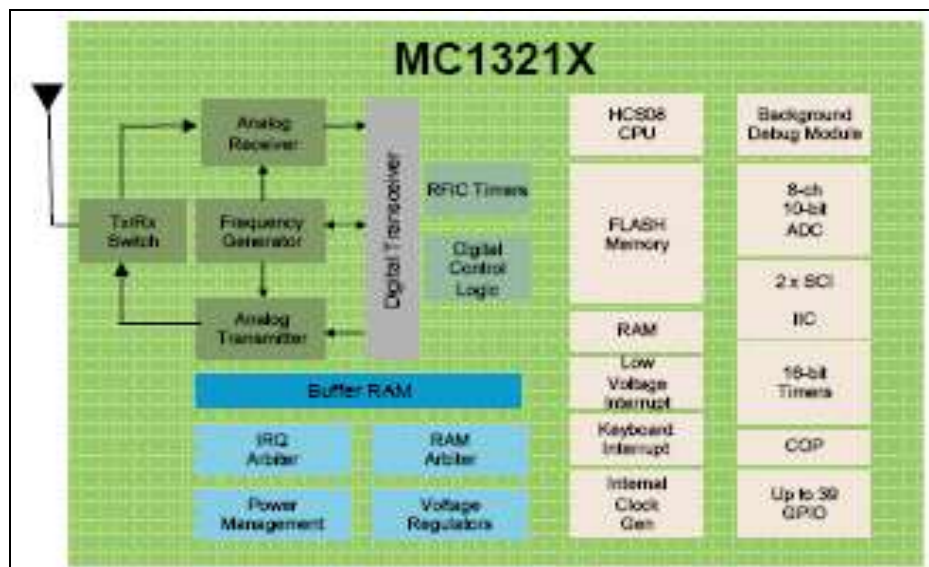 MC1321X
Analog
Receiver
Tx/Rx
Switch
Frequency
Generator
Analog
Transmitter
Digital Transceiver
RFIC Timers
Digital
Control
Logic
Buffer RAM
IRQ
Arbiter
RAM
Arbiter
Power
Management
Voltage
Regulators
HCS08
CPU
FLASH
Memory
RAM
Low
Voltage
Interrupt
Keyboard
Interrupt
Internal
Clock
Gen
Background
Debug Module
8-ch
10-bit
ADC
2 x SCI
IIC
16-bit
Timers
COP
Up to 39
GPIO